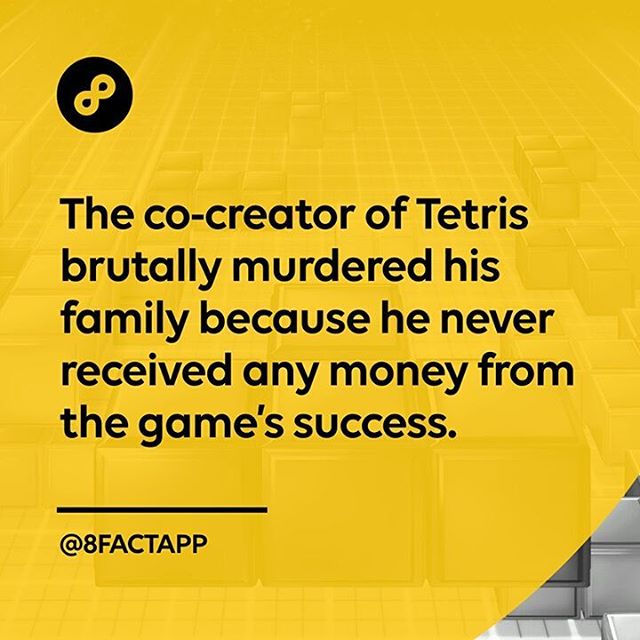 The co-creator of Tetris
brutally murdered his
family because he never
received any money from
the game's success.
@8FACTAPP